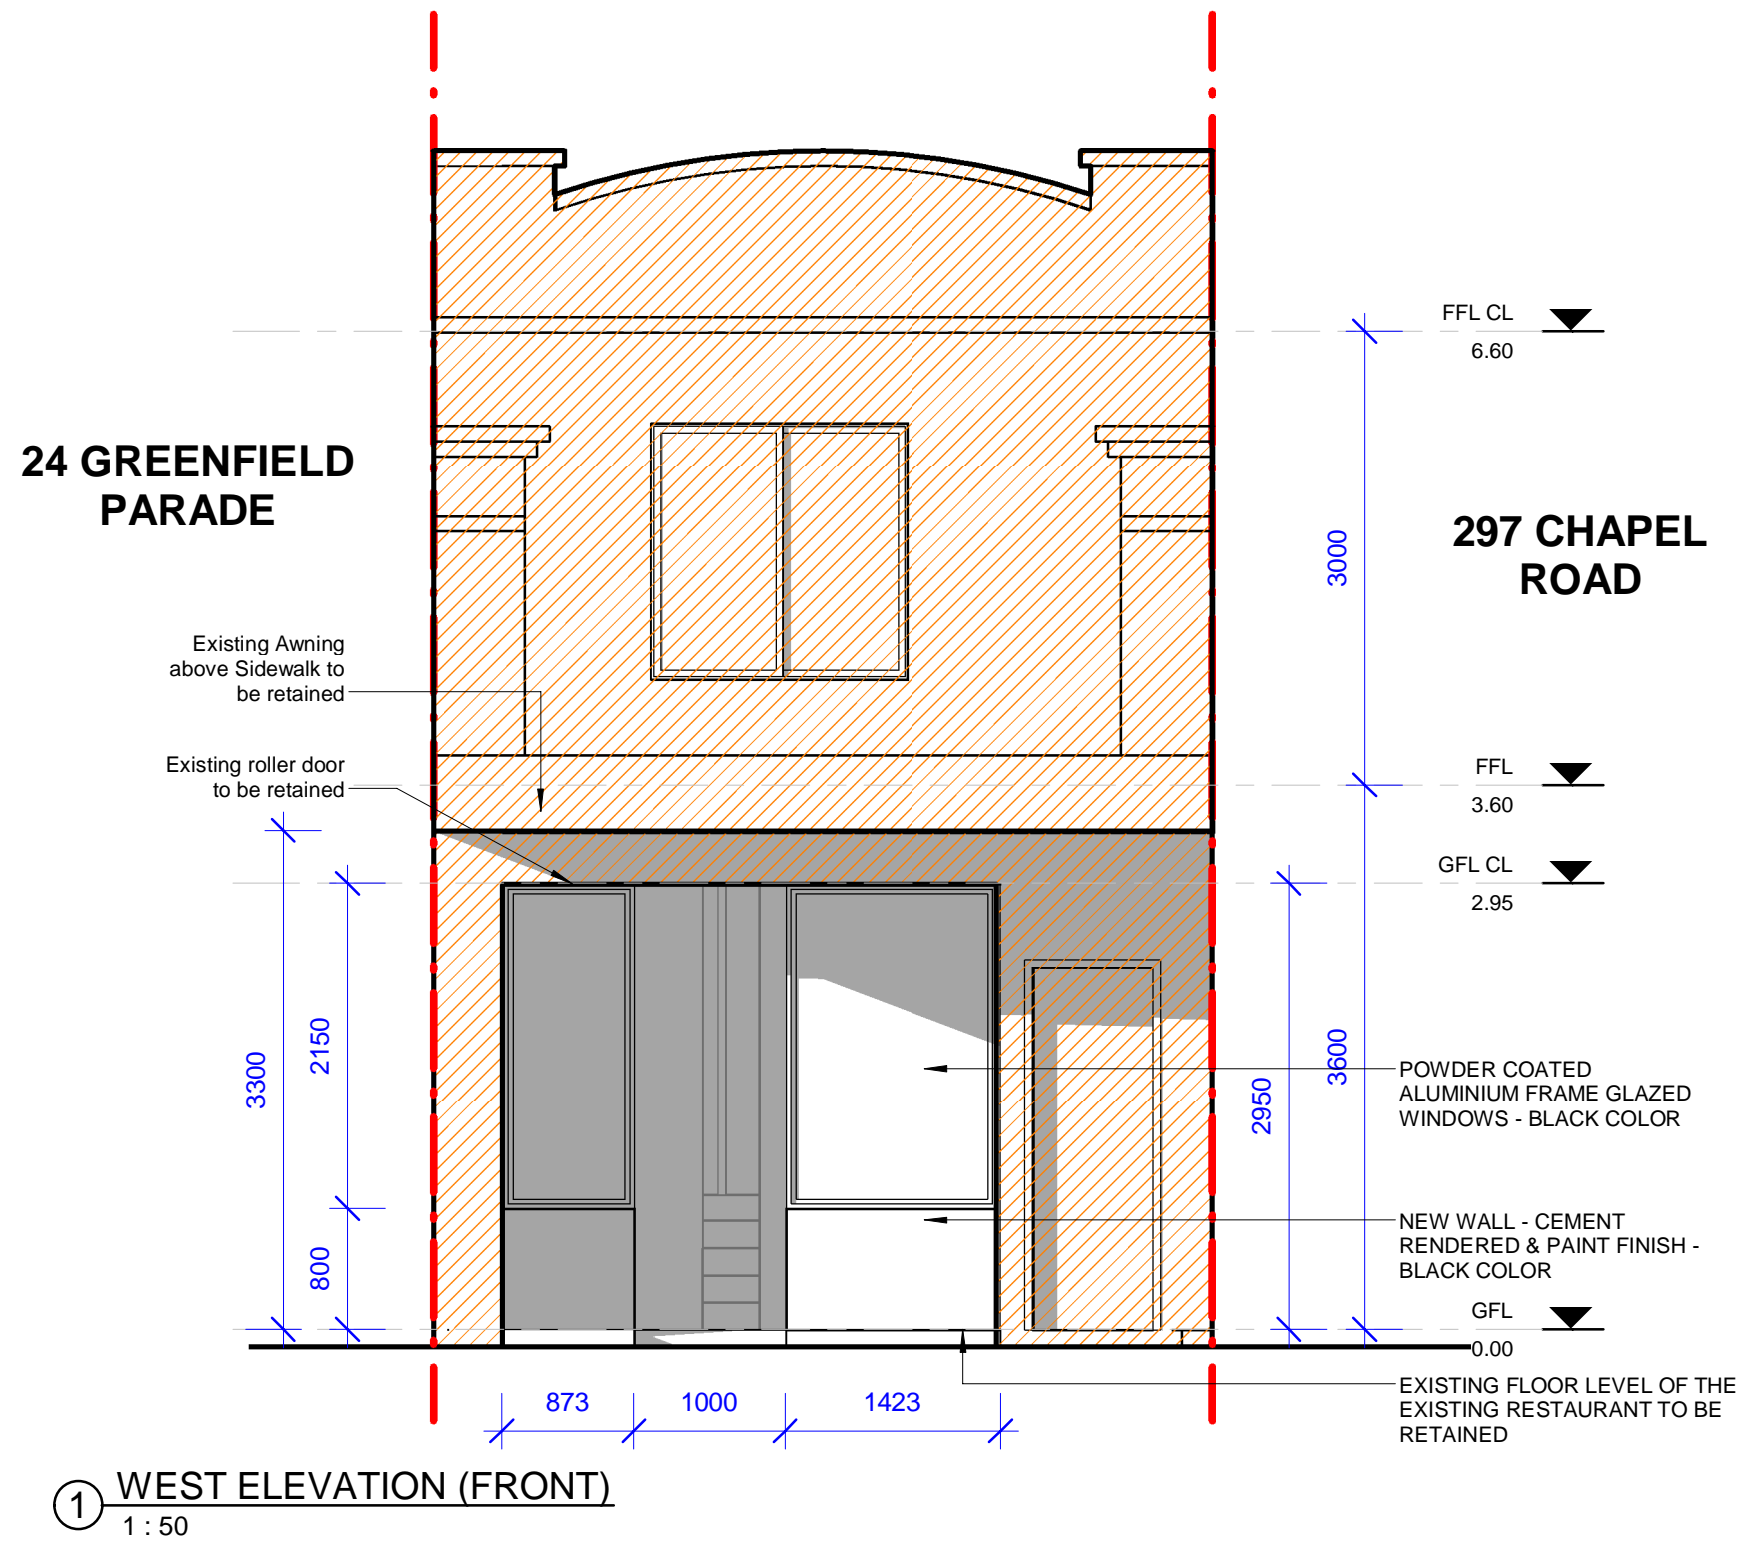 FFL CL
6.60
24 GREENFIELD
PARADE
297 CHAPEL
ROAD
3000
Existing Awning
above Sidewalk to
be retained
Existing roller door
to be retained
FFL
3.60
GFL CL
2.95
3300
2150
800
2950
3600
POWDER COATED
ALUMINIUM FRAME GLAZED
WINDOWS - BLACK COLOR
NEW WALL - CEMENT
RENDERED & PAINT FINISH -
BLACK COLOR
GFL
0.00
EXISTING FLOOR LEVEL OF THE
EXISTING RESTAURANT TO BE
RETAINED
873
1000
1423
1
WEST ELEVATION (FRONT)
1 : 50